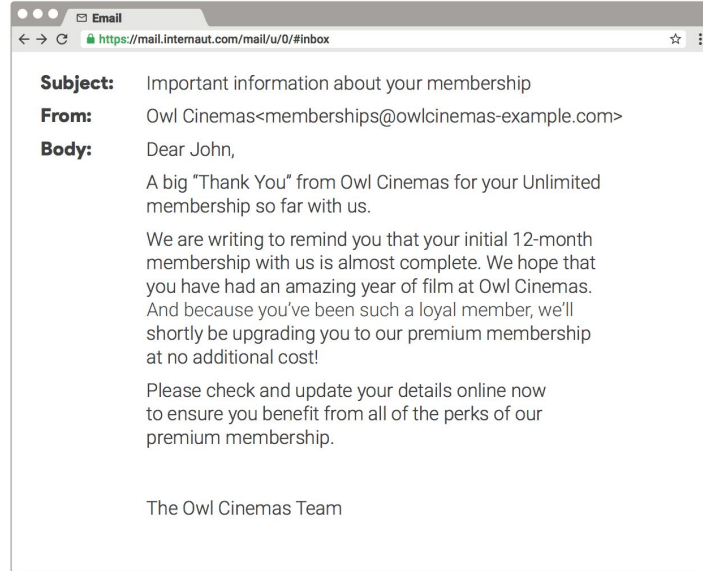 Email
https://mail.internaut.com/mail/u/0/#inbox
Subject: Important information about your membership
From: Owl Cinemas<memberships@owlcinemas-example.com>
Body: Dear John,
A big “Thank You” from Owl Cinemas for your Unlimited
membership so far with us.
We are writing to remind you that your initial 12-month
membership with us is almost complete. We hope that
you have had an amazing year of film at Owl Cinemas.
And because you’ve been such a loyal member, we’ll
shortly be upgrading you to our premium membership
at no additional cost!
Please check and update your details online now
to ensure you benefit from all of the perks of our
premium membership.
The Owl Cinemas Team